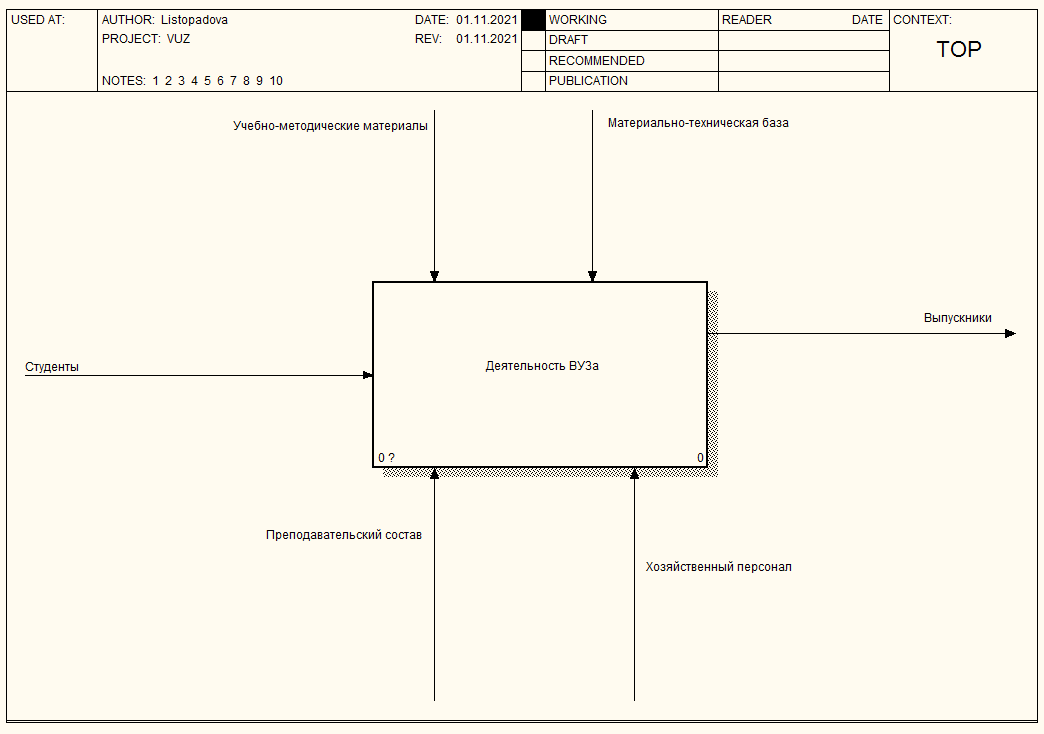 USED AT: AUTHOR: Listopadova DATE: 01.11.2021 WORKING READER DATE CONTEXT:
PROJECT: VUZ REV: 01.11.2021 DRAFT TOP
RECOMMENDED
NOTES: 1 2 3 4 5 6 7 8 9 10 PUBLICATION
Учебно-методические материалы Материально-техническая база
Выпускники
Студенты Деятельность ВУЗа
0 ? 0
Преподавательский состав
Хозяйственный персонал